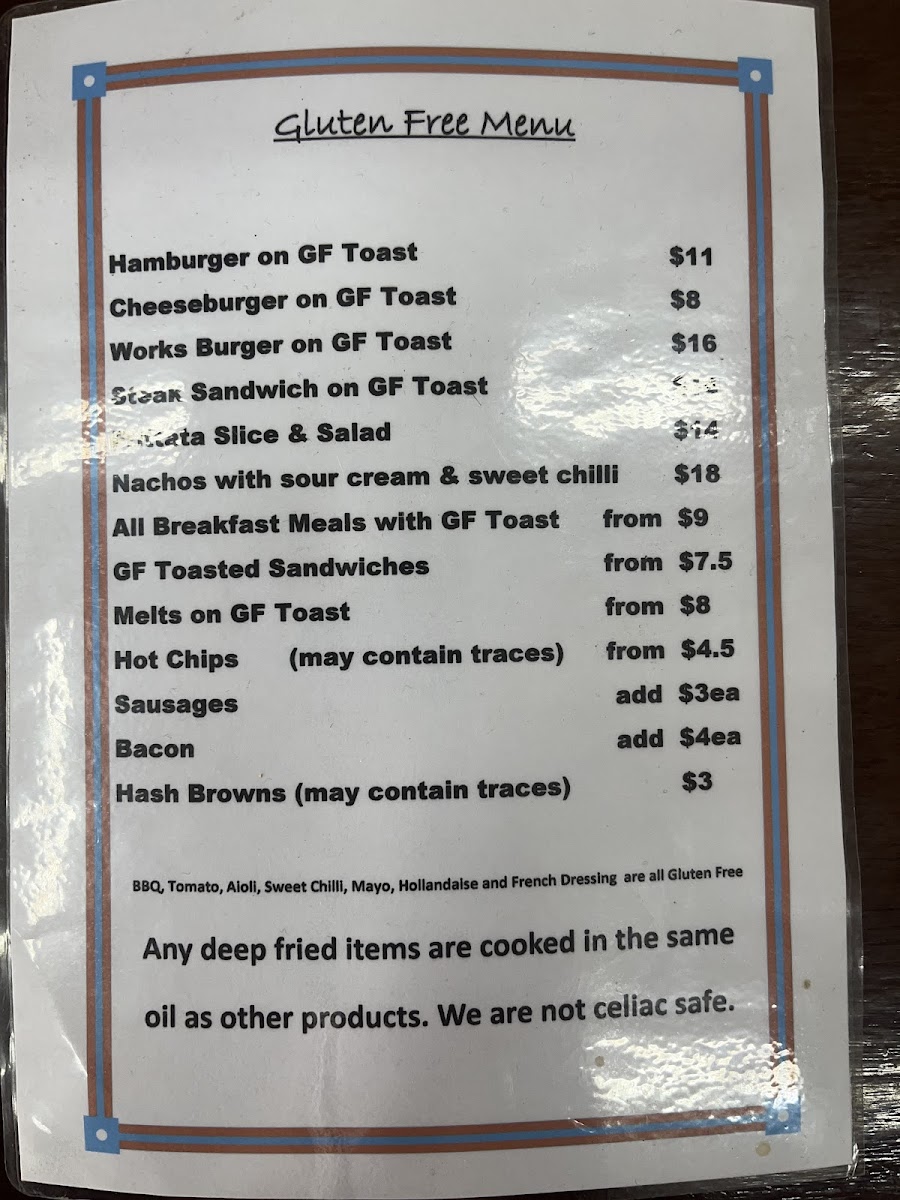 Gluten Free Menu
Hamburger on GF Toast $11
Cheeseburger on GF Toast $8
Works Burger on GF Toast $16
Steak Sandwich on GF Toast
Slice & Salad $14
Nachos with sour cream & sweet chilli $18
All Breakfast Meals with GF Toast from $9
GF Toasted Sandwiches from $7.5
Melts on GF Toast from $8
Hot Chips (may contain traces) from $4.5
Sausages add $3ea
Bacon add $4ea
Hash Browns (may contain traces) $3
BBQ, Tomato, Aioli, Sweet Chilli, Mayo, Hollandaise and French Dressing are all Gluten Free
Any deep fried items are cooked in the same
oil as other products. We are not celiac safe.